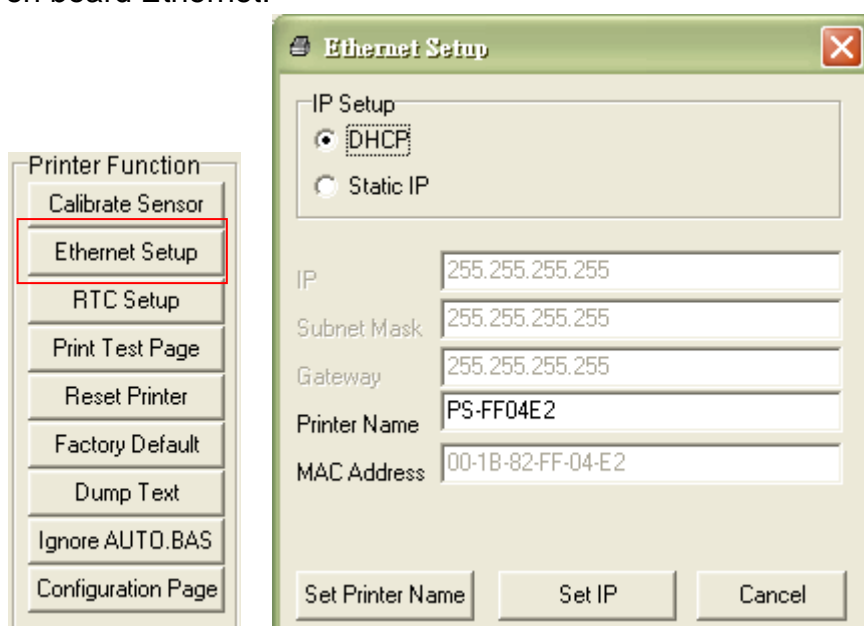 on board Ethernet.
Printer Function
Calibrate Sensor
Ethernet Setup
RTC Setup
Print Test Page
Reset Printer
Factory Default
Dump Text
Ignore AUTO.BAS
Configuration Page
Ethernet Setup
IP Setup
DHCP
Static IP
IP 255.255.255.255
Subnet Mask 255.255.255.255
Gateway 255.255.255.255
Printer Name PS-FF04E2
MAC Address 00-1B-82-FF-04-E2
Set Printer Name Set IP Cancel